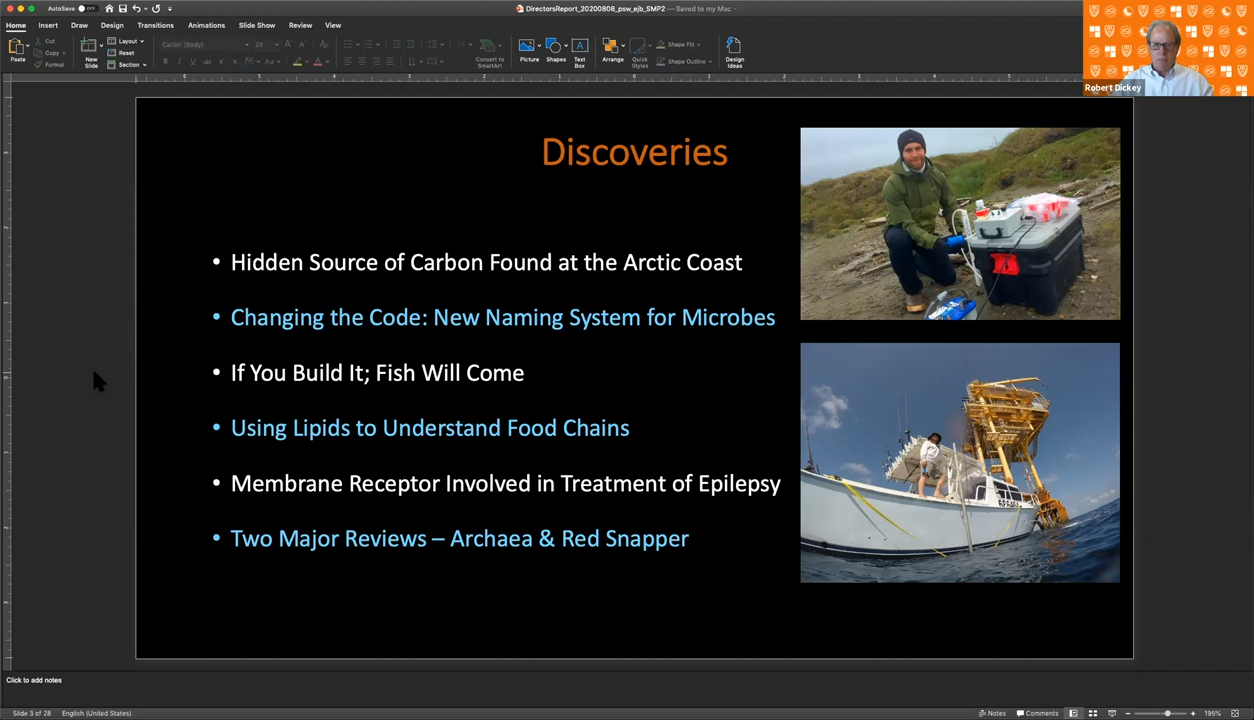 AutoSave OFF
DirectorsReport_20200808_psw_ejb_SMP2 — Saved to my Mac
Home Insert Draw Design Transitions Animations Slide Show Review View
Paste
Cut
Copy
Format
New Slide
Layout
Reset
Section
Calibri (Body) 24
Convert to SmartArt
Picture
Shapes
Text Box
Arrange
Quick Styles
Shape Fill
Shape Outline
Design Ideas
Robert Dickey
Discoveries
• Hidden Source of Carbon Found at the Arctic Coast
• Changing the Code: New Naming System for Microbes
• If You Build It; Fish Will Come
• Using Lipids to Understand Food Chains
• Membrane Receptor Involved in Treatment of Epilepsy
• Two Major Reviews – Archaea & Red Snapper
Click to add notes
Slide 3 of 28 English (United States) Notes Comments 195%